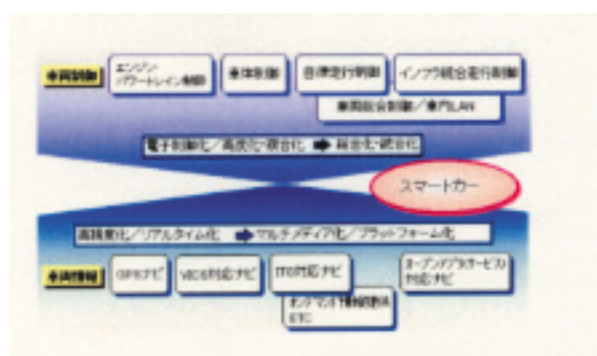 車両制御
エンジン・
パワートレイン制御
車体制御
自律走行制御
インフラ統合走行制御
車両総合制御/車内LAN
電子制御化/高度化・複合化 ➡ 総合化・統合化
スマートカー
高精度化/リアルタイム化 ➡ マルチメディア化/プラットフォーム化
車両情報
GPSナビ
VICS対応ナビ
ITS対応ナビ
オープンアプリサービス
対応ナビ
オンデマンド情報提供
ETC